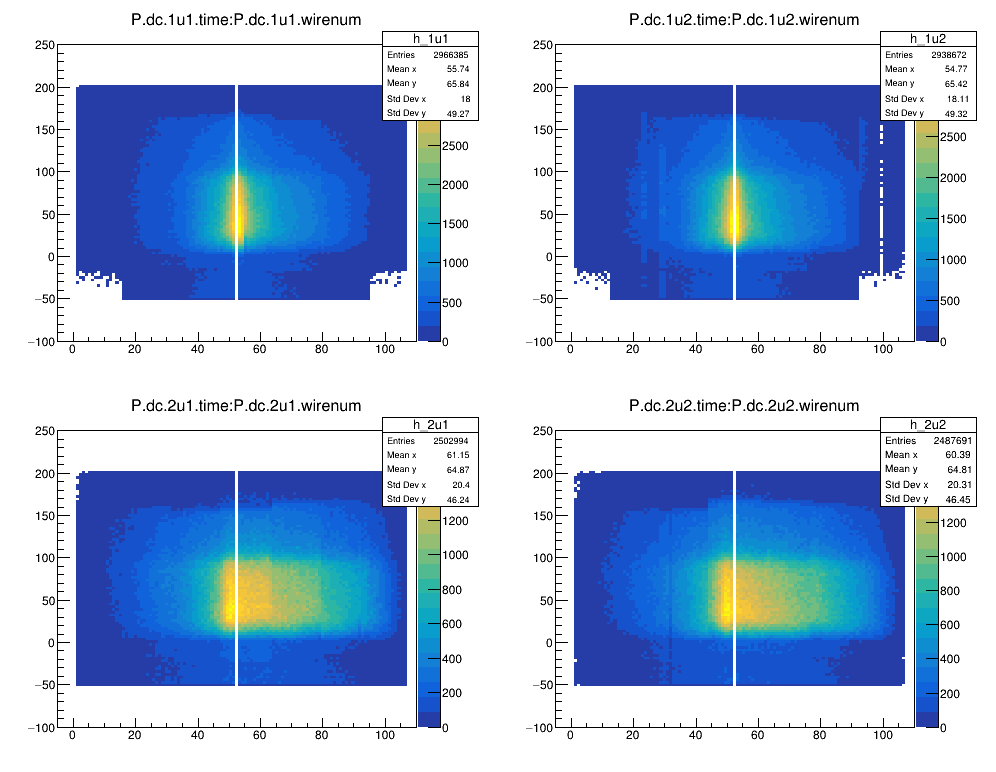 P.dc.1u1.time:P.dc.1u1.wirenum
h_1u1
Entries 2966385
Mean x 55.74
Mean y 65.84
Std Dev x 18
Std Dev y 49.27
250
200
150
100
50
0
−50
−100
0 20 40 60 80 100
2500
2000
1500
1000
500
0
P.dc.1u2.time:P.dc.1u2.wirenum
h_1u2
Entries 2938672
Mean x 54.77
Mean y 65.42
Std Dev x 18.11
Std Dev y 49.32
250
200
150
100
50
0
−50
−100
0 20 40 60 80 100
2500
2000
1500
1000
500
0
P.dc.2u1.time:P.dc.2u1.wirenum
h_2u1
Entries 2502994
Mean x 61.15
Mean y 64.87
Std Dev x 20.4
Std Dev y 46.24
250
200
150
100
50
0
−50
−100
0 20 40 60 80 100
1200
1000
800
600
400
200
0
P.dc.2u2.time:P.dc.2u2.wirenum
h_2u2
Entries 2487691
Mean x 60.39
Mean y 64.81
Std Dev x 20.31
Std Dev y 46.45
250
200
150
100
50
0
−50
−100
0 20 40 60 80 100
1200
1000
800
600
400
200
0